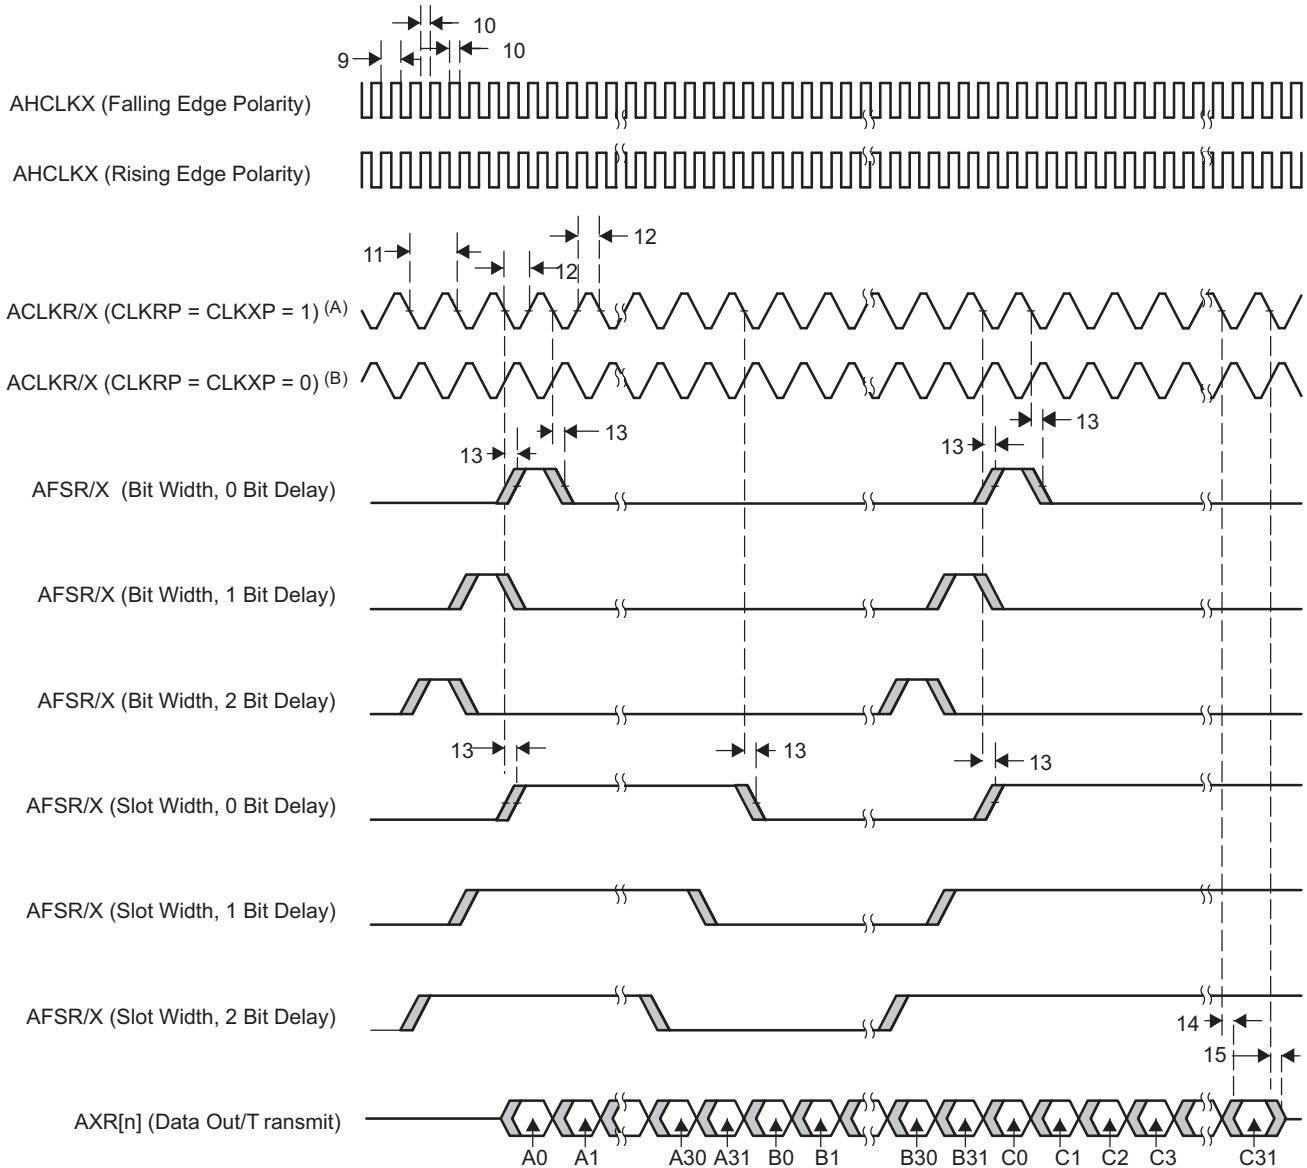 10
10
9
AHCLKX (Falling Edge Polarity)
AHCLKX (Rising Edge Polarity)
12
11
12
ACLKR/X (CLKRP = CLKXP = 1) (A)
ACLKR/X (CLKRP = CLKXP = 0) (B)
13 13 13 13
AFSR/X (Bit Width, 0 Bit Delay)
AFSR/X (Bit Width, 1 Bit Delay)
AFSR/X (Bit Width, 2 Bit Delay)
13 13 13
AFSR/X (Slot Width, 0 Bit Delay)
AFSR/X (Slot Width, 1 Bit Delay)
AFSR/X (Slot Width, 2 Bit Delay)
14
15
AXR[n] (Data Out/T ransmit)
A0 A1 A30 A31 B0 B1 B30 B31 C0 C1 C2 C3 C31